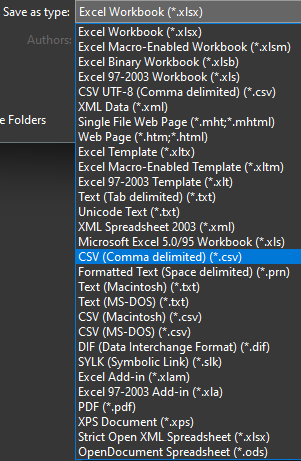 Save as type: Excel Workbook (*.xlsx)
Excel Workbook (*.xlsx)
Authors: Excel Macro-Enabled Workbook (*.xlsm)
Excel Binary Workbook (*.xlsb)
Excel 97-2003 Workbook (*.xls)
CSV UTF-8 (Comma delimited) (*.csv)
XML Data (*.xml)
e Folders Single File Web Page (*.mht;*.mhtml)
Web Page (*.htm;*.html)
Excel Template (*.xltx)
Excel Macro-Enabled Template (*.xltm)
Excel 97-2003 Template (*.xlt)
Text (Tab delimited) (*.txt)
Unicode Text (*.txt)
XML Spreadsheet 2003 (*.xml)
Microsoft Excel 5.0/95 Workbook (*.xls)
CSV (Comma delimited) (*.csv)
Formatted Text (Space delimited) (*.prn)
Text (Macintosh) (*.txt)
Text (MS-DOS) (*.txt)
CSV (Macintosh) (*.csv)
CSV (MS-DOS) (*.csv)
DIF (Data Interchange Format) (*.dif)
SYLK (Symbolic Link) (*.slk)
Excel Add-in (*.xlam)
Excel 97-2003 Add-in (*.xla)
PDF (*.pdf)
XPS Document (*.xps)
Strict Open XML Spreadsheet (*.xlsx)
OpenDocument Spreadsheet (*.ods)